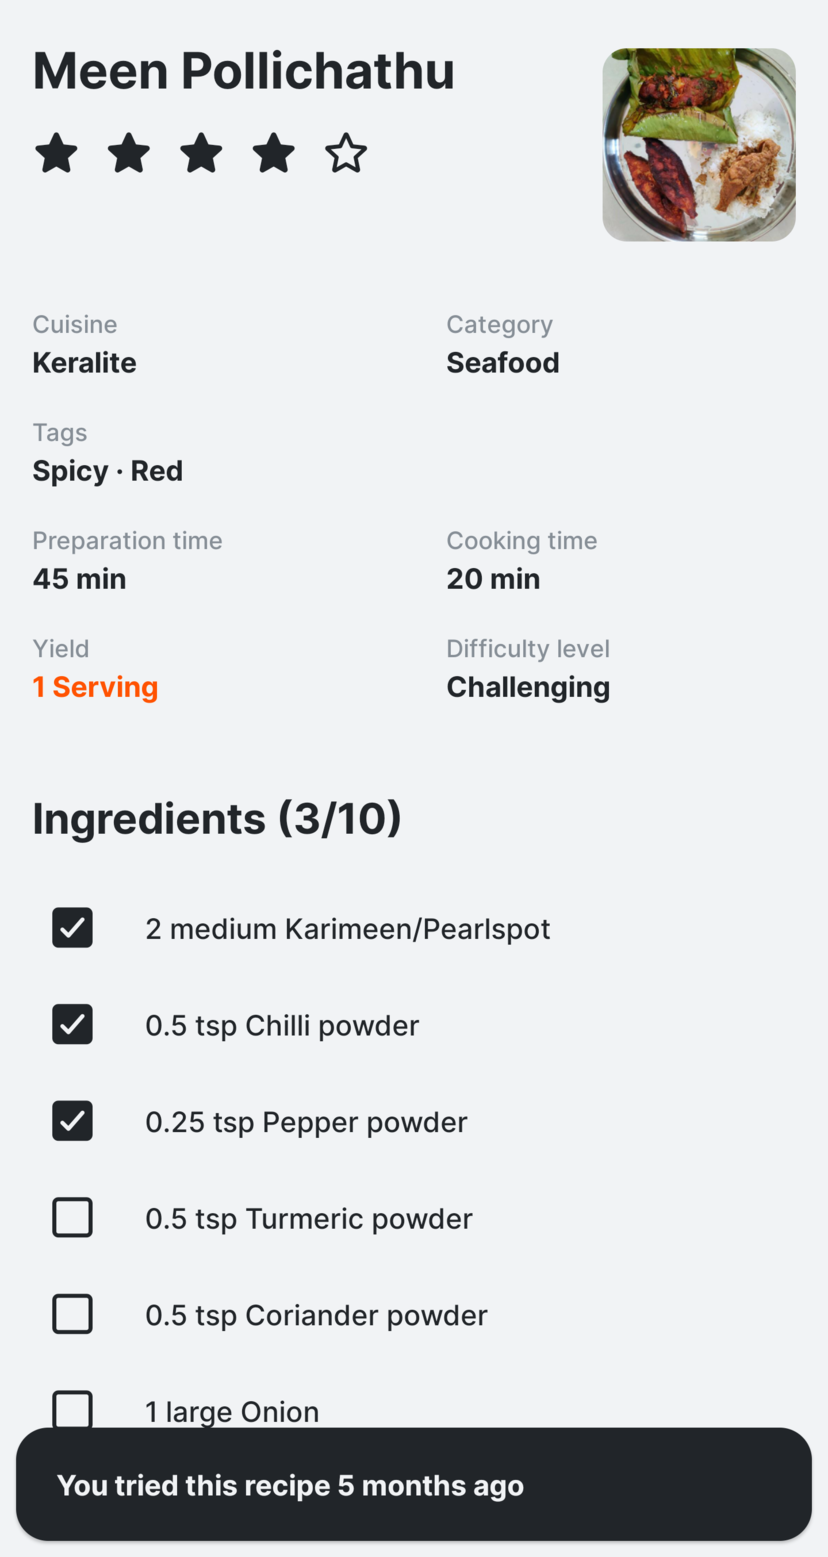 Meen Pollichathu
Cuisine
Keralite
Category
Seafood
Tags
Spicy · Red
Preparation time
45 min
Cooking time
20 min
Yield
1 Serving
Difficulty level
Challenging
Ingredients (3/10)
2 medium Karimeen/Pearlspot
0.5 tsp Chilli powder
0.25 tsp Pepper powder
0.5 tsp Turmeric powder
0.5 tsp Coriander powder
1 large Onion
You tried this recipe 5 months ago